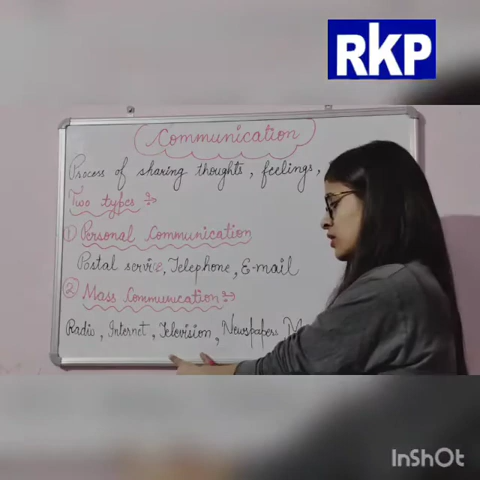 RKP
Communication
Process of sharing thoughts, feelings,
Two types :-
① Personal Communication
Postal service, Telephone, E-mail
② Mass Communication :-
Radio, Internet, Television, Newspapers
InShOt